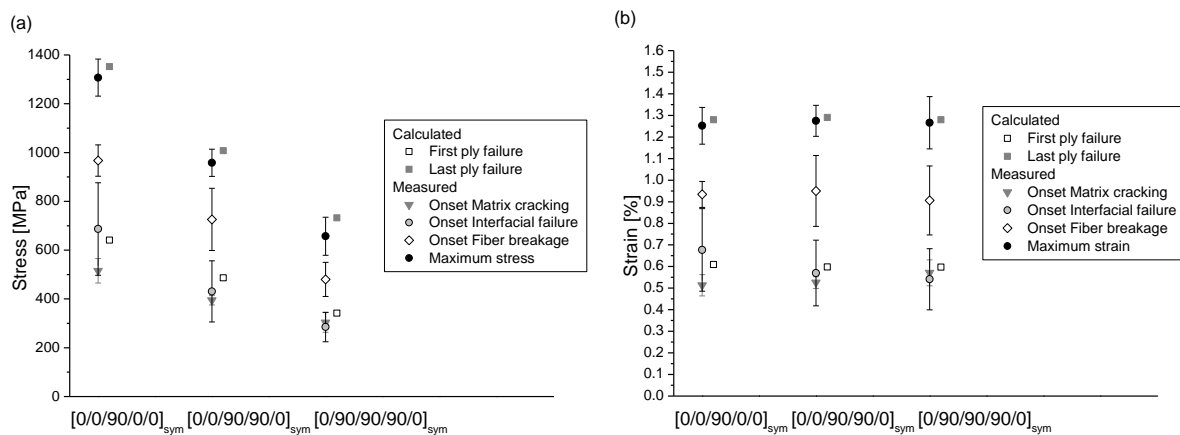 (a)
1400
1200
1000
800
600
400
200
0
Stress [MPa]
[0/0/90/0/0]sym
[0/0/90/90/0]sym
[0/90/90/90/0]sym
Calculated
First ply failure
Last ply failure
Measured
Onset Matrix cracking
Onset Interfacial failure
Onset Fiber breakage
Maximum stress
(b)
1.6
1.5
1.4
1.3
1.2
1.1
1.0
0.9
0.8
0.7
0.6
0.5
0.4
0.3
0.2
0.1
0.0
Strain [%]
[0/0/90/0/0]sym
[0/0/90/90/0]sym
[0/90/90/90/0]sym
Calculated
First ply failure
Last ply failure
Measured
Onset Matrix cracking
Onset Interfacial failure
Onset Fiber breakage
Maximum strain